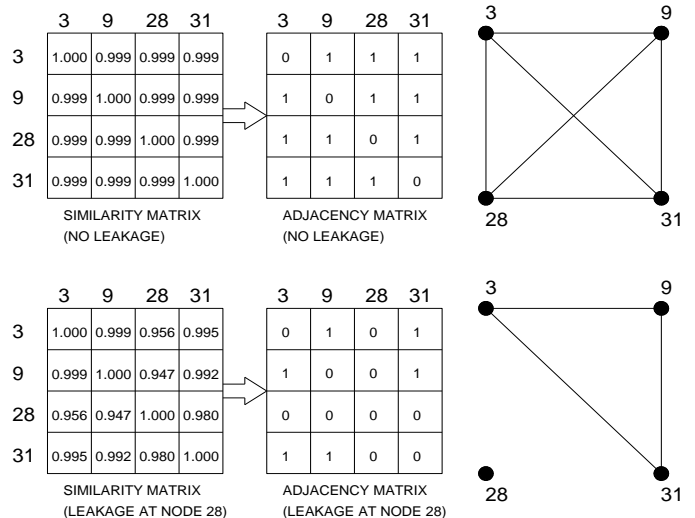 3 9 28 31 3 9 28 31 3 9
3 1.000 0.999 0.999 0.999 0 1 1 1
9 0.999 1.000 0.999 0.999 1 0 1 1
28 0.999 0.999 1.000 0.999 1 1 0 1
31 0.999 0.999 0.999 1.000 1 1 1 0
28 31
SIMILARITY MATRIX ADJACENCY MATRIX
(NO LEAKAGE) (NO LEAKAGE)
3 9 28 31 3 9 28 31 3 9
3 1.000 0.999 0.956 0.995 0 1 0 1
9 0.999 1.000 0.947 0.992 1 0 0 1
28 0.956 0.947 1.000 0.980 0 0 0 0
31 0.995 0.992 0.980 1.000 1 1 0 0
28 31
SIMILARITY MATRIX ADJACENCY MATRIX
(LEAKAGE AT NODE 28) (LEAKAGE AT NODE 28)